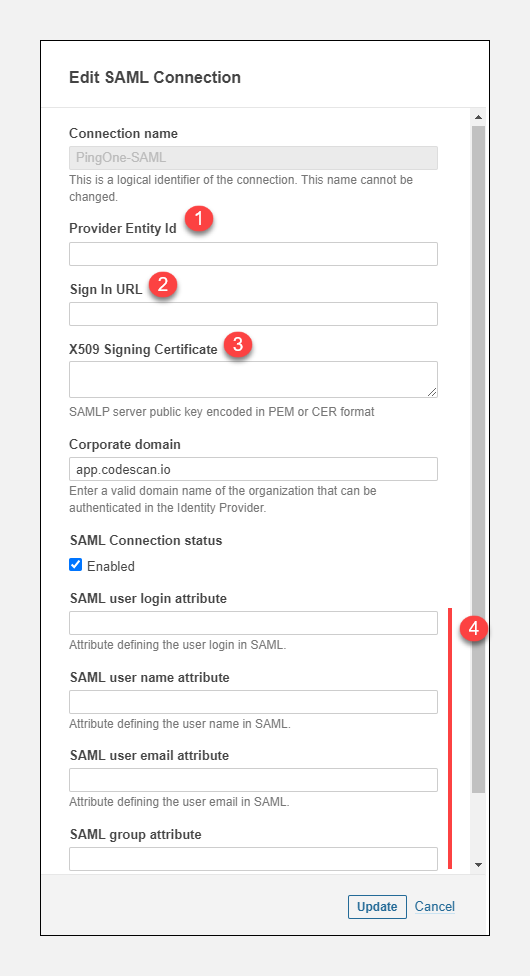 Edit SAML Connection
Connection name
PingOne-SAML
This is a logical identifier of the connection. This name cannot be
changed.
Provider Entity Id 1
Sign In URL 2
X509 Signing Certificate 3
SAMLP server public key encoded in PEM or CER format
Corporate domain
app.codescan.io
Enter a valid domain name of the organization that can be
authenticated in the Identity Provider.
SAML Connection status
Enabled
SAML user login attribute
4
Attribute defining the user login in SAML.
SAML user name attribute
Attribute defining the user name in SAML.
SAML user email attribute
Attribute defining the user email in SAML.
SAML group attribute
Update Cancel